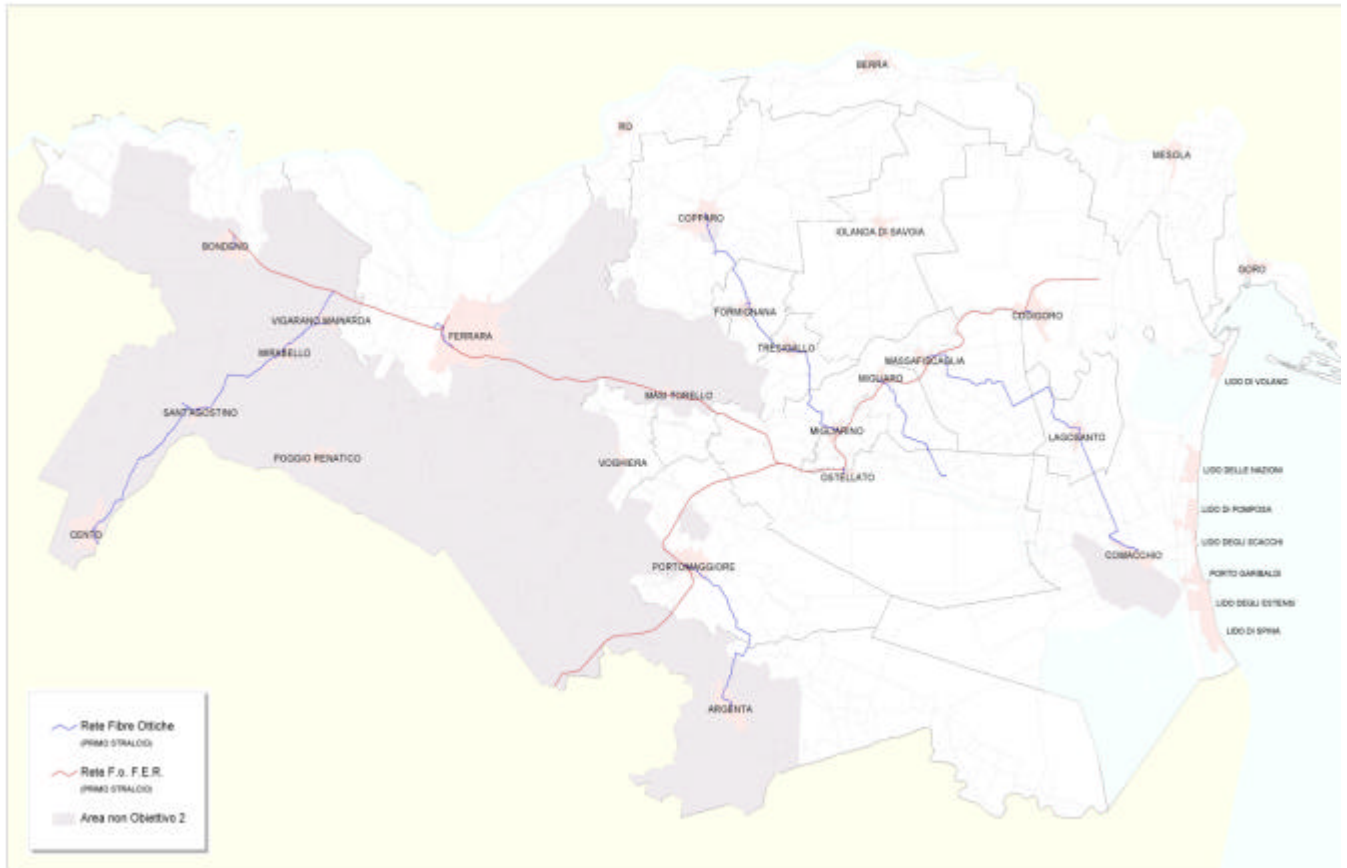 BERRA
RO
MESOLA
COPPARO
IOLANDA DI SAVOIA
BONDENO
GORO
FORMIGNANA
CODIGORO
VIGARANO MAINARDA
FERRARA
TRESIGALLO
MIRABELLO
MASSAFISCAGLIA
MIGLIARO
LIDO DI VOLANO
MASI TORELLO
SANT'AGOSTINO
MIGLIARINO
LAGOSANTO
POGGIO RENATICO
VOGHIERA
LIDO DELLE NAZIONI
OSTELLATO
LIDO DI POMPOSA
CENTO
LIDO DEGLI SCACCHI
COMACCHIO
PORTOMAGGIORE
PORTO GARIBALDI
LIDO DEGLI ESTENSI
LIDO DI SPINA
ARGENTA
Rete Fibre Ottiche
(PRIMO STRALCIO)
Rete F.o. F.E.R.
(PRIMO STRALCIO)
Area non Obiettivo 2